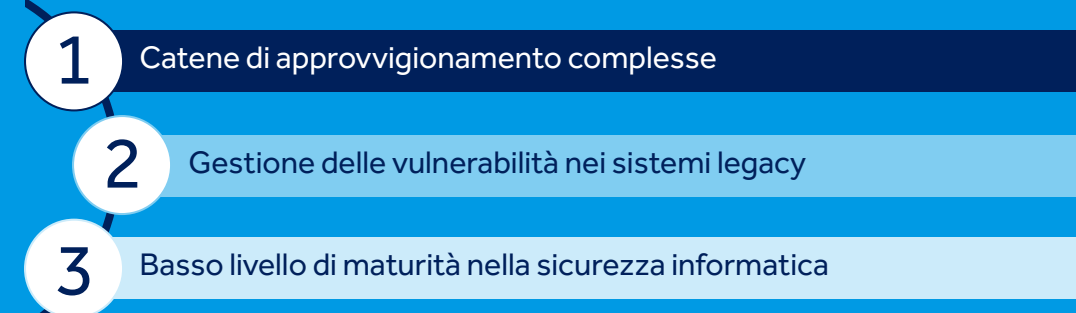 1 Catene di approvvigionamento complesse
2 Gestione delle vulnerabilità nei sistemi legacy
3 Basso livello di maturità nella sicurezza informatica